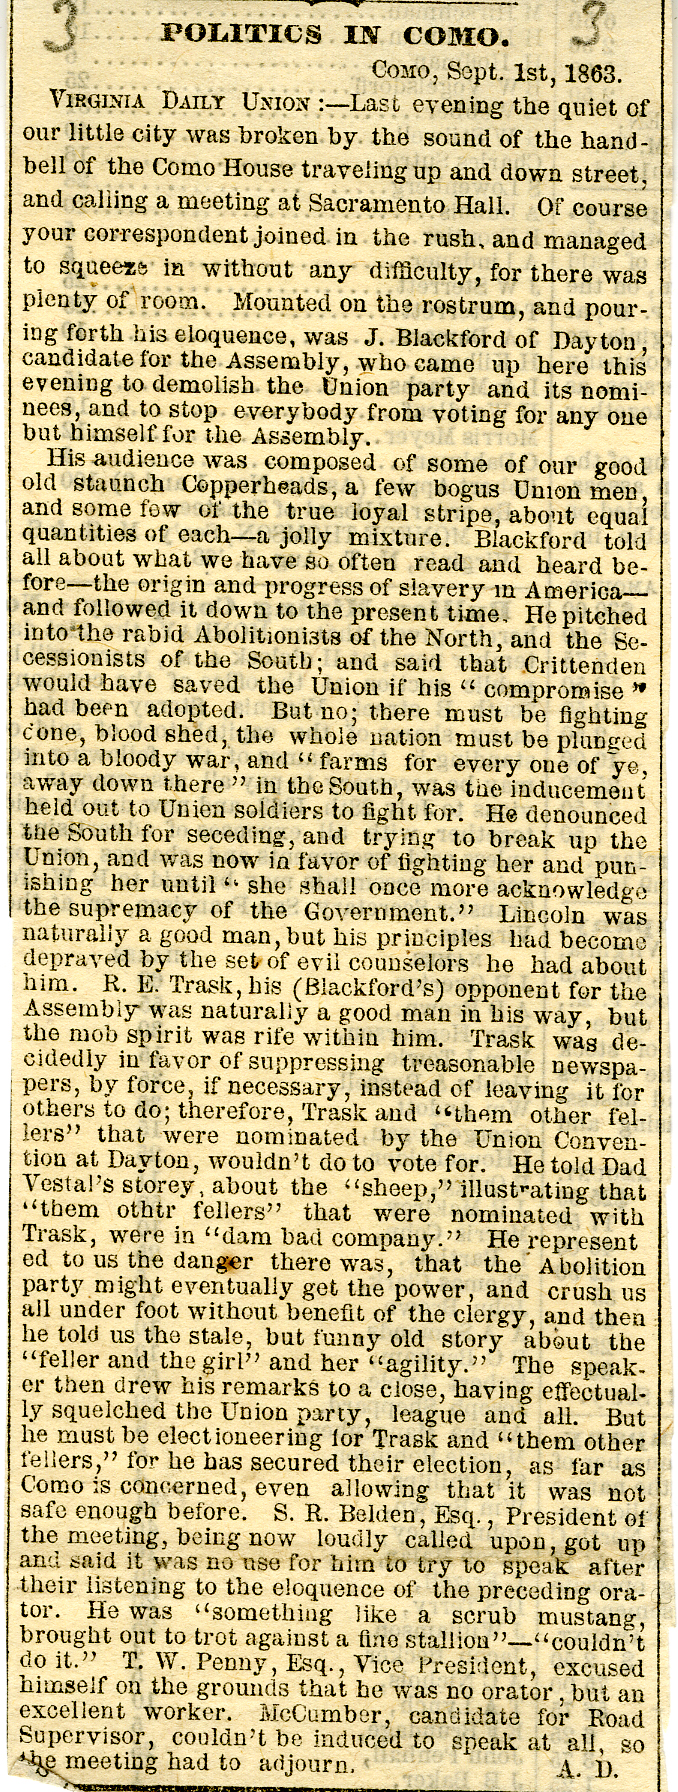 3 3
POLITICS IN COMO.
COMO, Sept. 1st, 1863.
VIRGINIA DAILY UNION :—Last evening the quiet of
our little city was broken by the sound of the hand-
bell of the Como House traveling up and down street,
and calling a meeting at Sacramento Hall. Of course
your correspondent joined in the rush, and managed
to squeeze in without any difficulty, for there was
plenty of room. Mounted on the rostrum, and pour-
ing forth his eloquence, was J. Blackford of Dayton,
candidate for the Assembly, who came up here this
evening to demolish the Union party and its nomi-
nees, and to stop everybody from voting for any one
but himself for the Assembly.
His audience was composed of some of our good
old staunch Copperheads, a few bogus Union men,
and some few of the true loyal stripe, about equal
quantities of each—a jolly mixture. Blackford told
all about what we have so often read and heard be-
fore—the origin and progress of slavery in America—
and followed it down to the present time. He pitched
into the rabid Abolitionists of the North, and the Se-
cessionists of the South; and said that Crittenden
would have saved the Union if his “ compromise ”
had been adopted. But no; there must be fighting
done, blood shed, the whole nation must be plunged
into a bloody war, and “ farms for every one of ye,
away down there ” in the South, was the inducement
held out to Union soldiers to fight for. He denounced
the South for seceding, and trying to break up the
Union, and was now in favor of fighting her and pun-
ishing her until “ she shall once more acknowledge
the supremacy of the Government.” Lincoln was
naturally a good man, but his principles had become
depraved by the set of evil counselors he had about
him. R. E. Trask, his (Blackford's) opponent for the
Assembly was naturally a good man in his way, but
the mob spirit was rife within him. Trask was de-
cidedly in favor of suppressing treasonable newspa-
pers, by force, if necessary, instead of leaving it for
others to do; therefore, Trask and “them other fel-
lers” that were nominated by the Union Conven-
tion at Dayton, wouldn't do to vote for. He told Dad
Vestal's storey, about the “sheep,” illustrating that
“them othtr fellers” that were nominated with
Trask, were in “dam bad company.” He represent
ed to us the danger there was, that the Abolition
party might eventually get the power, and crush us
all under foot without benefit of the clergy, and then
he told us the stale, but funny old story about the
“feller and the girl” and her “agility.” The speak-
er then drew his remarks to a close, having effectual-
ly squelched the Union party, league and all. But
he must be electioneering for Trask and “them other
fellers,” for he has secured their election, as far as
Como is concerned, even allowing that it was not
safe enough before. S. R. Belden, Esq., President of
the meeting, being now loudly called upon, got up
and said it was no use for him to try to speak after
their listening to the eloquence of the preceding ora-
tor. He was “something like a scrub mustang,
brought out to trot against a fine stallion”—“couldn't
do it.” T. W. Penny, Esq., Vice President, excused
himself on the grounds that he was no orator, but an
excellent worker. McCumber, candidate for Road
Supervisor, couldn't be induced to speak at all, so
the meeting had to adjourn. A. D.